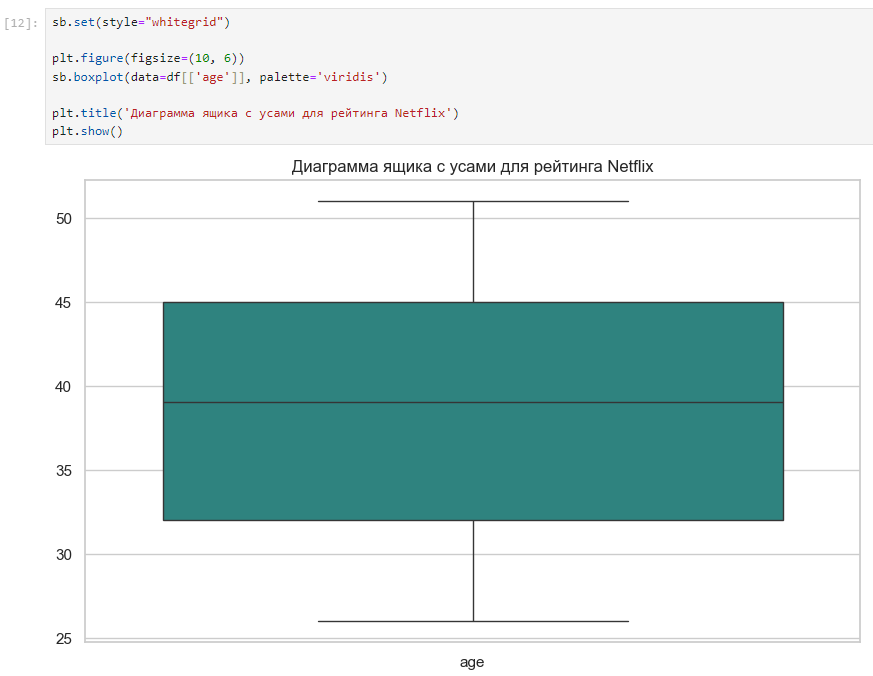 [12]: sb.set(style="whitegrid")
plt.figure(figsize=(10, 6))
sb.boxplot(data=df[['age']], palette='viridis')
plt.title('Диаграмма ящика с усами для рейтинга Netflix')
plt.show()
Диаграмма ящика с усами для рейтинга Netflix
50
45
40
35
30
25
age